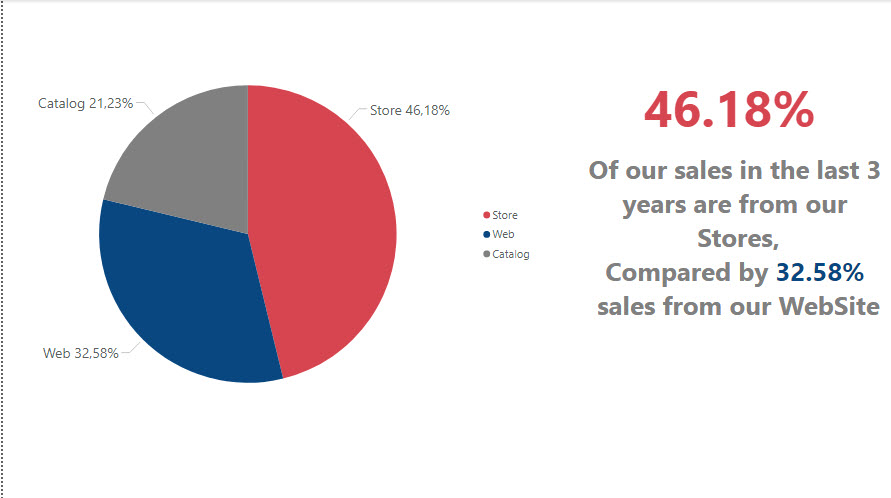 Catalog 21,23%
Store 46,18%
Web 32,58%
Store
Web
Catalog
46.18%
Of our sales in the last 3
years are from our
Stores,
Compared by 32.58%
sales from our WebSite